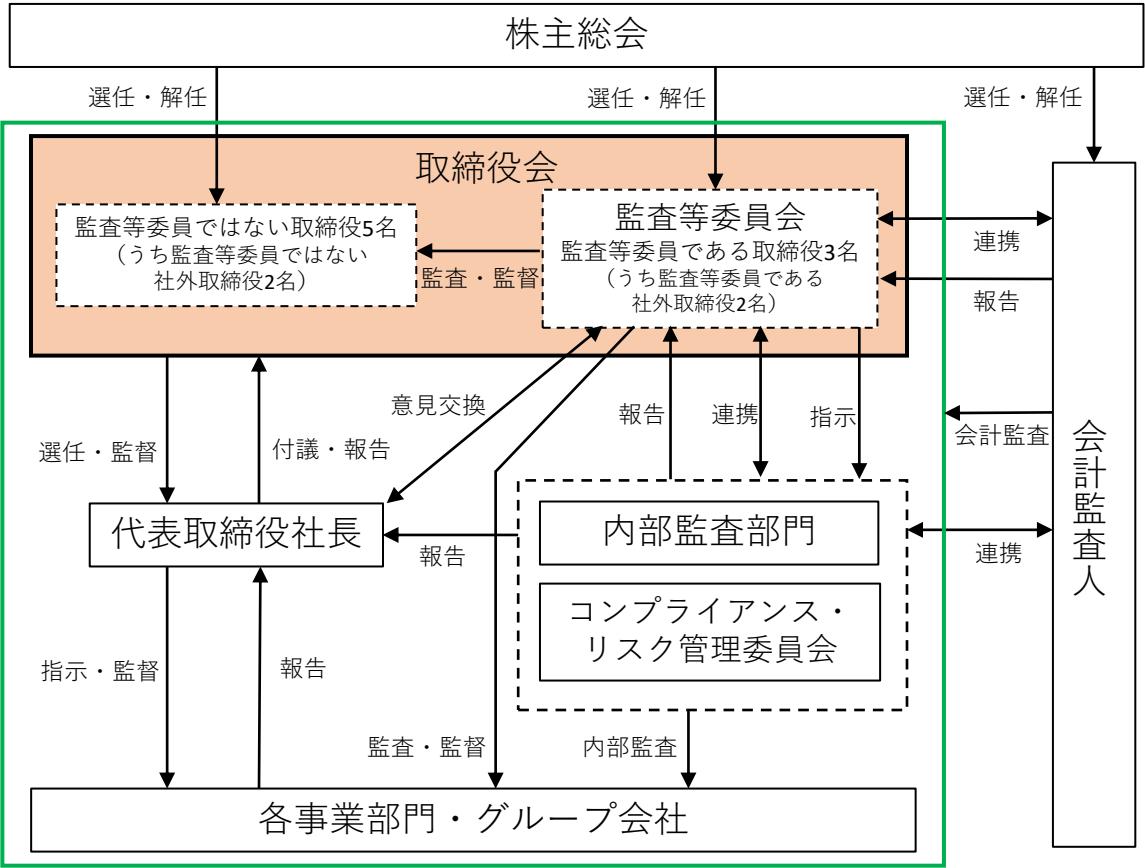 株主総会
選任・解任
選任・解任
選任・解任
取締役会
監査等委員ではない取締役5名
（うち監査等委員ではない
社外取締役2名）
監査・監督
監査等委員会
監査等委員である取締役3名
（うち監査等委員である
社外取締役2名）
連携
報告
意見交換
報告
連携
指示
会計監査
選任・監督
付議・報告
会計監査人
代表取締役社長
報告
内部監査部門
連携
コンプライアンス・
リスク管理委員会
指示・監督
報告
監査・監督
内部監査
各事業部門・グループ会社